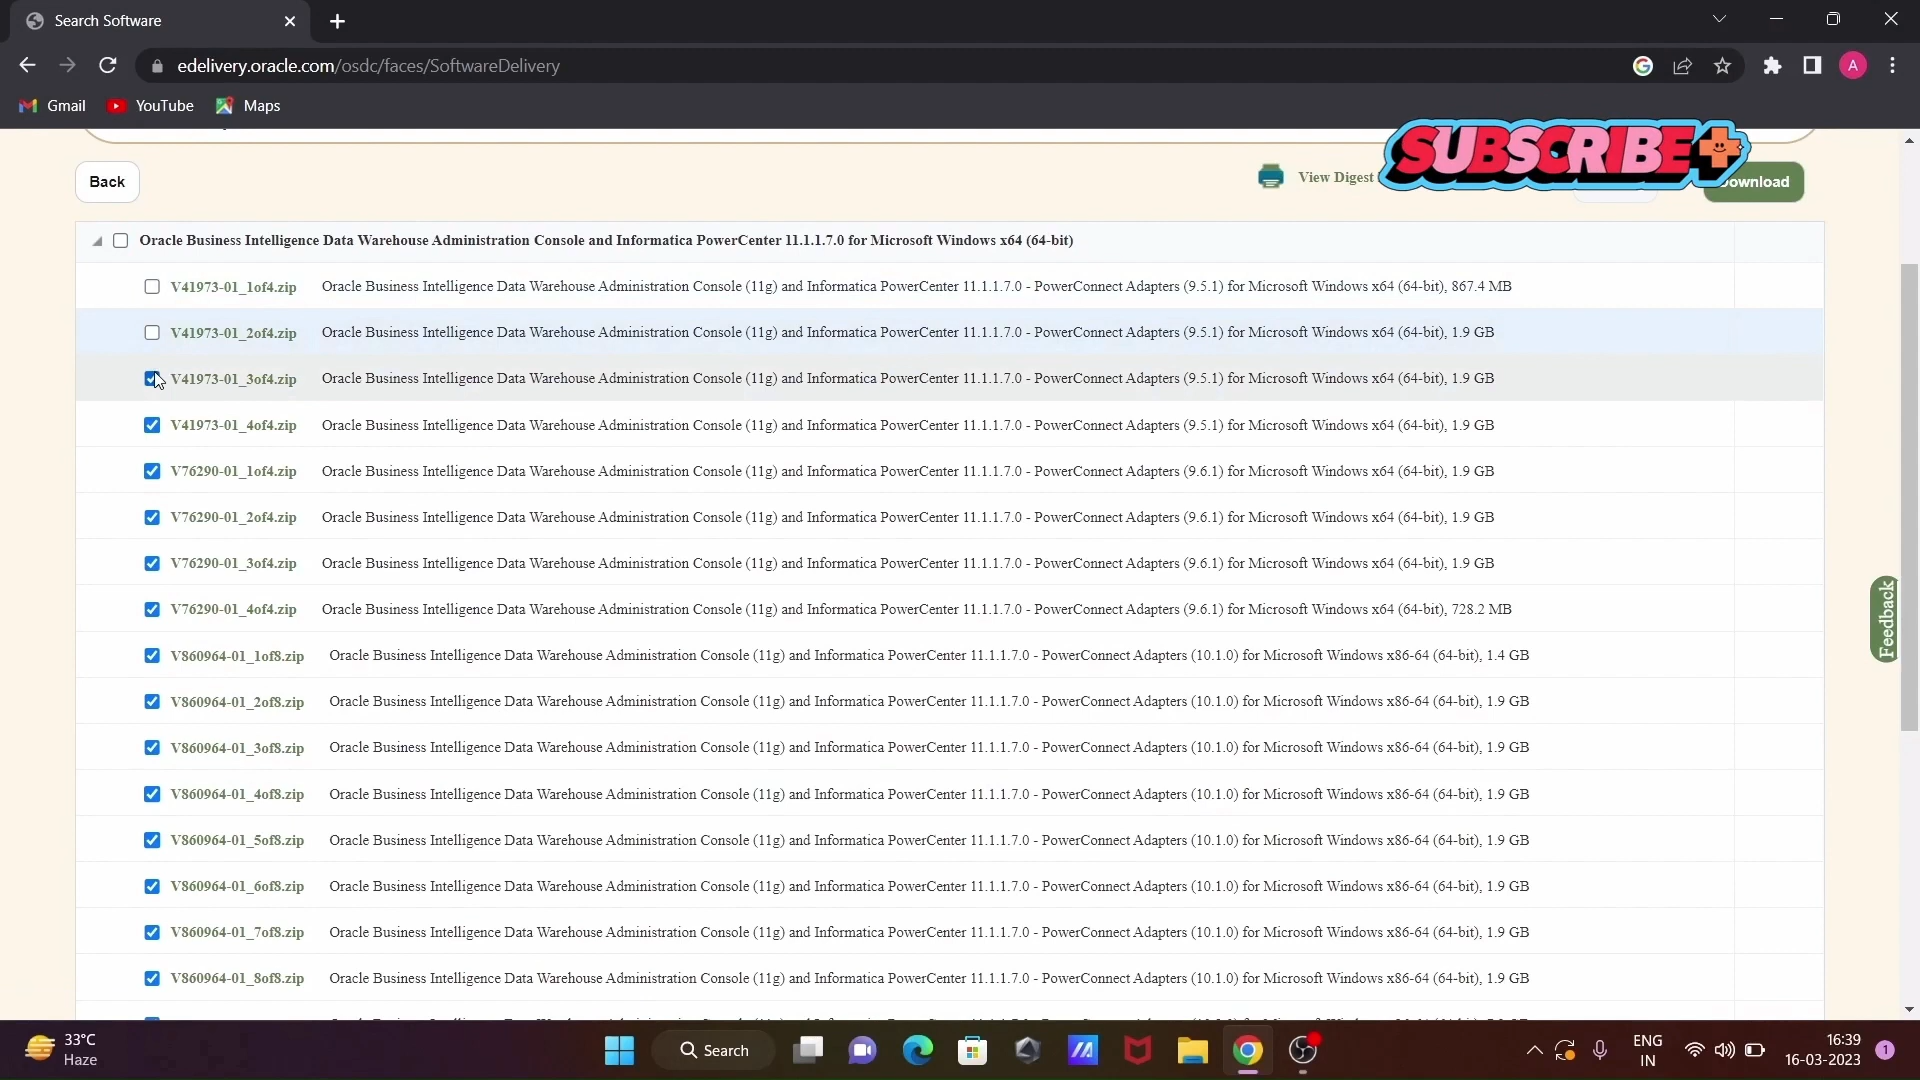 Search Software
edelivery.oracle.com/osdc/faces/SoftwareDelivery
A
Gmail YouTube Maps
SUBSCRIBE
Back View Digest Download
Oracle Business Intelligence Data Warehouse Administration Console and Informatica PowerCenter 11.1.1.7.0 for Microsoft Windows x64 (64-bit)
V41973-01_1of4.zip Oracle Business Intelligence Data Warehouse Administration Console (11g) and Informatica PowerCenter 11.1.1.7.0 - PowerConnect Adapters (9.5.1) for Microsoft Windows x64 (64-bit), 867.4 MB
V41973-01_2of4.zip Oracle Business Intelligence Data Warehouse Administration Console (11g) and Informatica PowerCenter 11.1.1.7.0 - PowerConnect Adapters (9.5.1) for Microsoft Windows x64 (64-bit), 1.9 GB
V41973-01_3of4.zip Oracle Business Intelligence Data Warehouse Administration Console (11g) and Informatica PowerCenter 11.1.1.7.0 - PowerConnect Adapters (9.5.1) for Microsoft Windows x64 (64-bit), 1.9 GB
V41973-01_4of4.zip Oracle Business Intelligence Data Warehouse Administration Console (11g) and Informatica PowerCenter 11.1.1.7.0 - PowerConnect Adapters (9.5.1) for Microsoft Windows x64 (64-bit), 1.9 GB
V76290-01_1of4.zip Oracle Business Intelligence Data Warehouse Administration Console (11g) and Informatica PowerCenter 11.1.1.7.0 - PowerConnect Adapters (9.6.1) for Microsoft Windows x64 (64-bit), 1.9 GB
V76290-01_2of4.zip Oracle Business Intelligence Data Warehouse Administration Console (11g) and Informatica PowerCenter 11.1.1.7.0 - PowerConnect Adapters (9.6.1) for Microsoft Windows x64 (64-bit), 1.9 GB
V76290-01_3of4.zip Oracle Business Intelligence Data Warehouse Administration Console (11g) and Informatica PowerCenter 11.1.1.7.0 - PowerConnect Adapters (9.6.1) for Microsoft Windows x64 (64-bit), 1.9 GB
V76290-01_4of4.zip Oracle Business Intelligence Data Warehouse Administration Console (11g) and Informatica PowerCenter 11.1.1.7.0 - PowerConnect Adapters (9.6.1) for Microsoft Windows x64 (64-bit), 728.2 MB
V860964-01_1of8.zip Oracle Business Intelligence Data Warehouse Administration Console (11g) and Informatica PowerCenter 11.1.1.7.0 - PowerConnect Adapters (10.1.0) for Microsoft Windows x86-64 (64-bit), 1.4 GB
V860964-01_2of8.zip Oracle Business Intelligence Data Warehouse Administration Console (11g) and Informatica PowerCenter 11.1.1.7.0 - PowerConnect Adapters (10.1.0) for Microsoft Windows x86-64 (64-bit), 1.9 GB
V860964-01_3of8.zip Oracle Business Intelligence Data Warehouse Administration Console (11g) and Informatica PowerCenter 11.1.1.7.0 - PowerConnect Adapters (10.1.0) for Microsoft Windows x86-64 (64-bit), 1.9 GB
V860964-01_4of8.zip Oracle Business Intelligence Data Warehouse Administration Console (11g) and Informatica PowerCenter 11.1.1.7.0 - PowerConnect Adapters (10.1.0) for Microsoft Windows x86-64 (64-bit), 1.9 GB
V860964-01_5of8.zip Oracle Business Intelligence Data Warehouse Administration Console (11g) and Informatica PowerCenter 11.1.1.7.0 - PowerConnect Adapters (10.1.0) for Microsoft Windows x86-64 (64-bit), 1.9 GB
V860964-01_6of8.zip Oracle Business Intelligence Data Warehouse Administration Console (11g) and Informatica PowerCenter 11.1.1.7.0 - PowerConnect Adapters (10.1.0) for Microsoft Windows x86-64 (64-bit), 1.9 GB
V860964-01_7of8.zip Oracle Business Intelligence Data Warehouse Administration Console (11g) and Informatica PowerCenter 11.1.1.7.0 - PowerConnect Adapters (10.1.0) for Microsoft Windows x86-64 (64-bit), 1.9 GB
V860964-01_8of8.zip Oracle Business Intelligence Data Warehouse Administration Console (11g) and Informatica PowerCenter 11.1.1.7.0 - PowerConnect Adapters (10.1.0) for Microsoft Windows x86-64 (64-bit), 1.9 GB
Feedback
33°C
Haze
Search
ENG
IN
16:39
16-03-2023
1